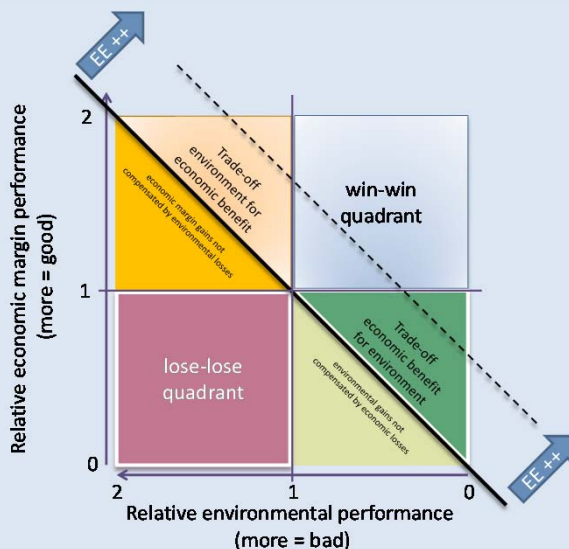 EE ++
2
Trade-off
environment for
economic benefit
economic margin gains not
compensated by environmental losses
win-win
quadrant
Relative economic margin performance
(more = good)
1
lose-lose
quadrant
Trade-off
economic benefit
for environment
environmental gains not
compensated by economic losses
0
EE ++
2
1
0
Relative environmental performance
(more = bad)